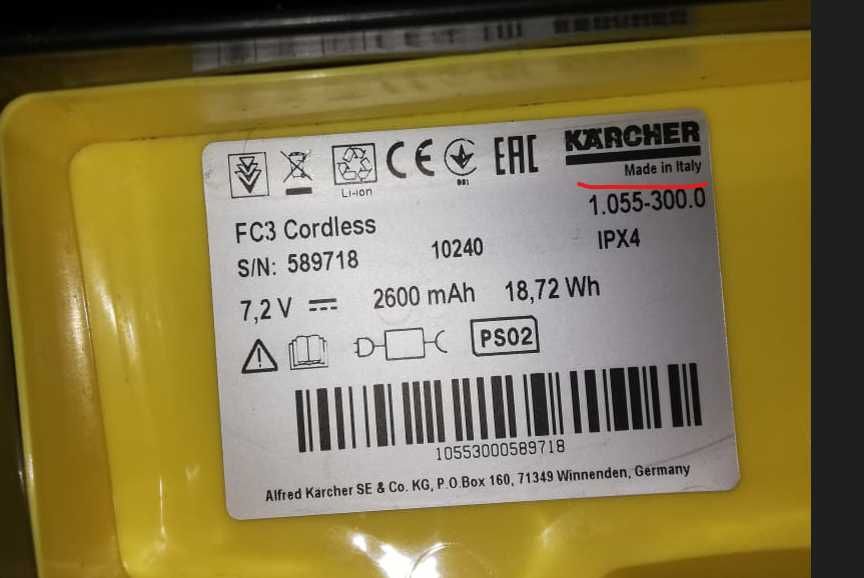 CE EAC KÄRCHER
Li-ion
Made in Italy
1.055-300.0
FC3 Cordless
S/N: 589718 10240 IPX4
7,2 V 2600 mAh 18,72 Wh
PS02
10553000589718
Alfred Kärcher SE & Co. KG, P.O.Box 160, 71349 Winnenden, Germany